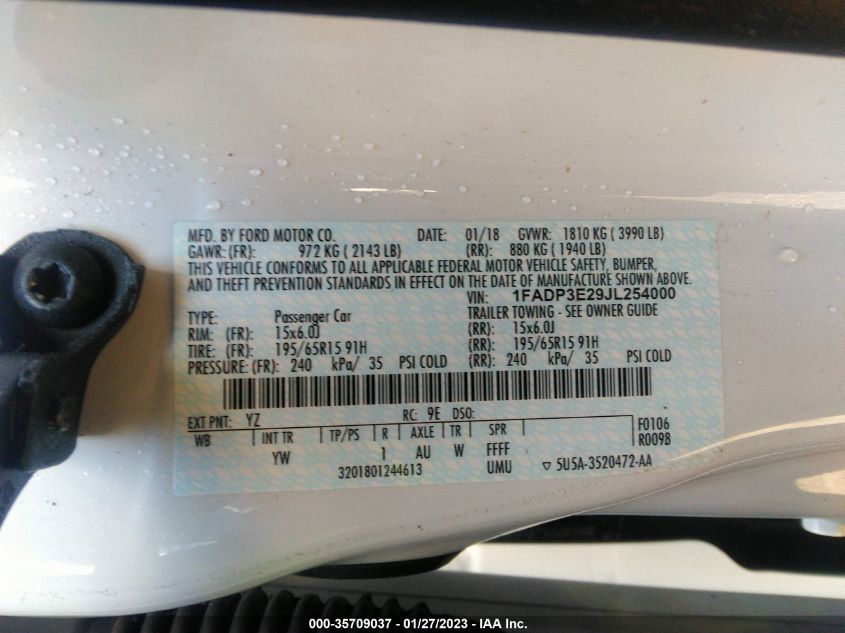 MFD. BY FORD MOTOR CO. DATE: 01/18 GVWR: 1810 KG ( 3990 LB)
GAWR: (FR): 972 KG ( 2143 LB) (RR): 880 KG ( 1940 LB)
THIS VEHICLE CONFORMS TO ALL APPLICABLE FEDERAL MOTOR VEHICLE SAFETY, BUMPER,
AND THEFT PREVENTION STANDARDS IN EFFECT ON THE DATE OF MANUFACTURE SHOWN ABOVE.
VIN: 1FADP3E29JL254000
TYPE: Passenger Car TRAILER TOWING - SEE OWNER GUIDE
RIM: (FR): 15x6.0J (RR): 15x6.0J
TIRE: (FR): 195/65R15 91H (RR): 195/65R15 91H
PRESSURE: (FR): 240 kPa/ 35 PSI COLD (RR): 240 kPa/ 35 PSI COLD
EXT PNT: YZ RC: 9E DSO:
WB INT TR TP/PS R AXLE TR SPR F0106
YW 1 AU W FFFF R0098
3201801244613 UMU ▽ 5U5A-3520472-AA
000-35709037 - 01/27/2023 - IAA Inc.